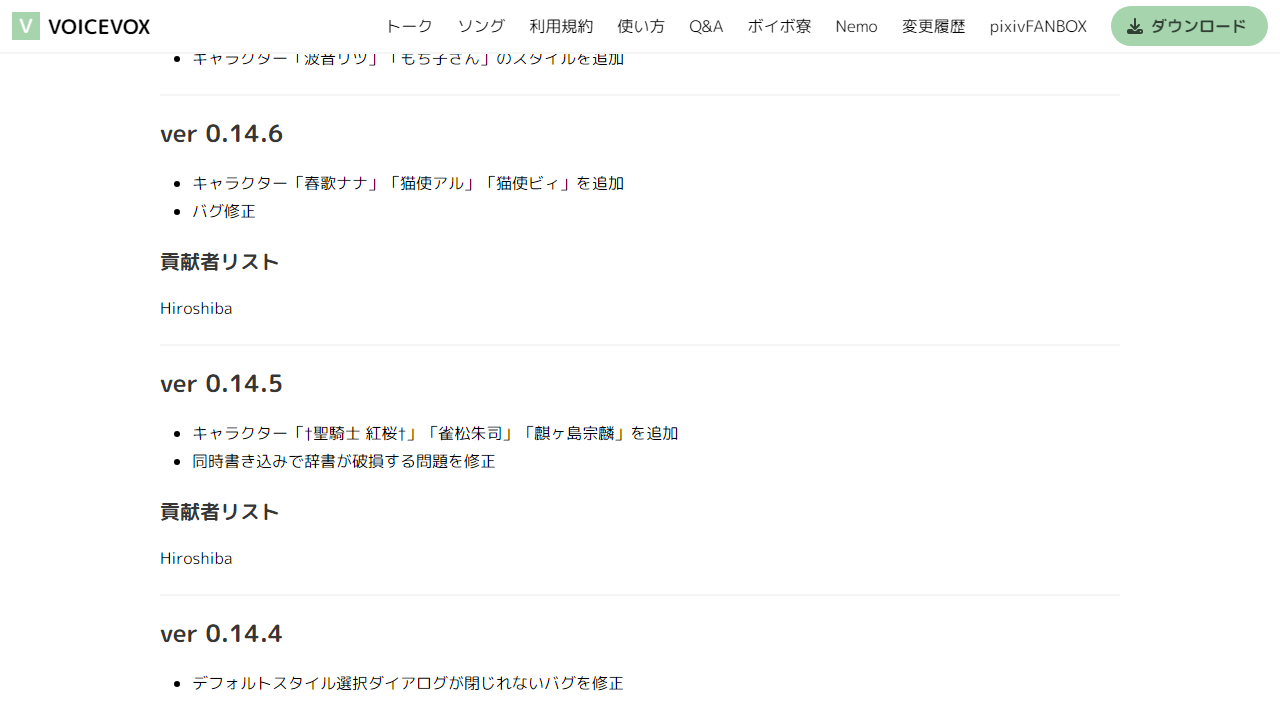 V VOICEVOX トーク ソング 利用規約 使い方 Q&A ボイボ寮 Nemo 変更履歴 pixivFANBOX ダウンロード
キャラクター「波音リツ」「もち子さん」のスタイルを追加
ver 0.14.6
キャラクター「春歌ナナ」「猫使アル」「猫使ビィ」を追加
バグ修正
貢献者リスト
Hiroshiba
ver 0.14.5
キャラクター「†聖騎士 紅桜†」「雀松朱司」「麒ヶ島宗麟」を追加
同時書き込みで辞書が破損する問題を修正
貢献者リスト
Hiroshiba
ver 0.14.4
デフォルトスタイル選択ダイアログが閉じれないバグを修正